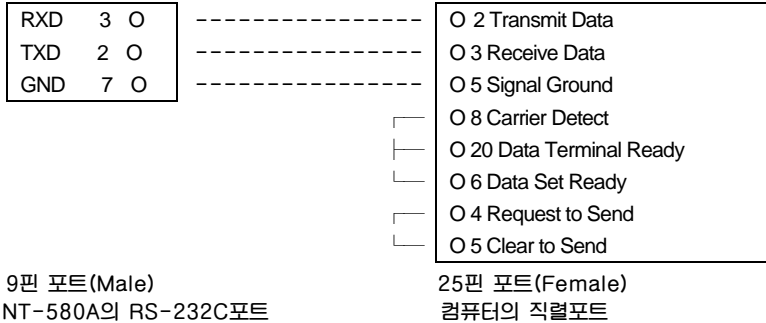 RXD 3 O ---------------- O 2 Transmit Data
TXD 2 O ---------------- O 3 Receive Data
GND 7 O ---------------- O 5 Signal Ground
O 8 Carrier Detect
O 20 Data Terminal Ready
O 6 Data Set Ready
O 4 Request to Send
O 5 Clear to Send
9핀 포트(Male) 25핀 포트(Female)
NT-580A의 RS-232C포트 컴퓨터의 직렬포트